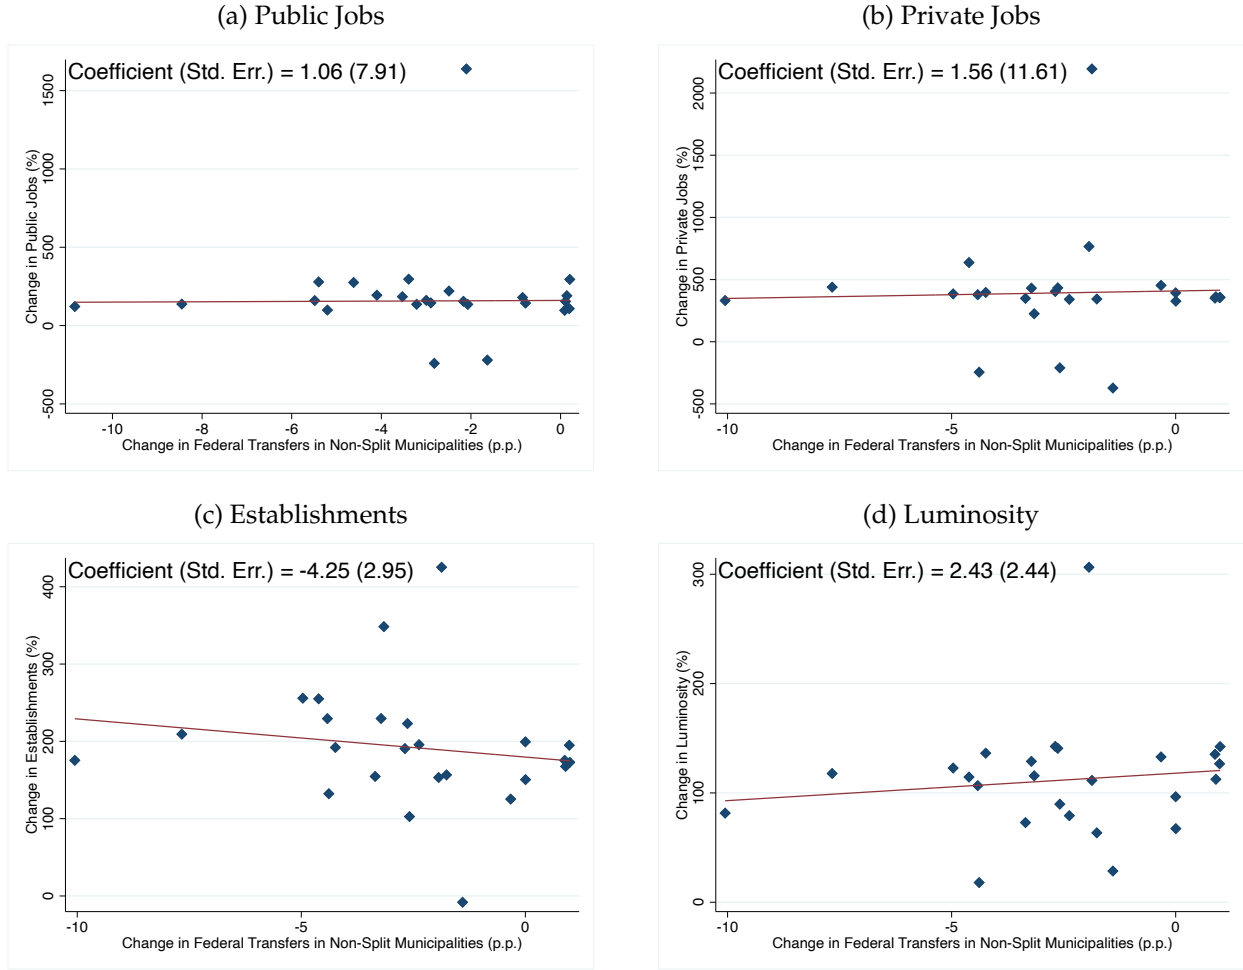 (a) Public Jobs
Coefficient (Std. Err.) = 1.06 (7.91)
Change in Public Jobs (%)
1500
1000
500
0
-500
-10 -8 -6 -4 -2 0
Change in Federal Transfers in Non-Split Municipalities (p.p.)
(b) Private Jobs
Coefficient (Std. Err.) = 1.56 (11.61)
Change in Private Jobs (%)
2000
1500
1000
500
0
-500
-10 -5 0
Change in Federal Transfers in Non-Split Municipalities (p.p.)
(c) Establishments
Coefficient (Std. Err.) = -4.25 (2.95)
Change in Establishments (%)
400
300
200
100
0
-10 -5 0
Change in Federal Transfers in Non-Split Municipalities (p.p.)
(d) Luminosity
Coefficient (Std. Err.) = 2.43 (2.44)
Change in Luminosity (%)
300
200
100
0
-10 -5 0
Change in Federal Transfers in Non-Split Municipalities (p.p.)